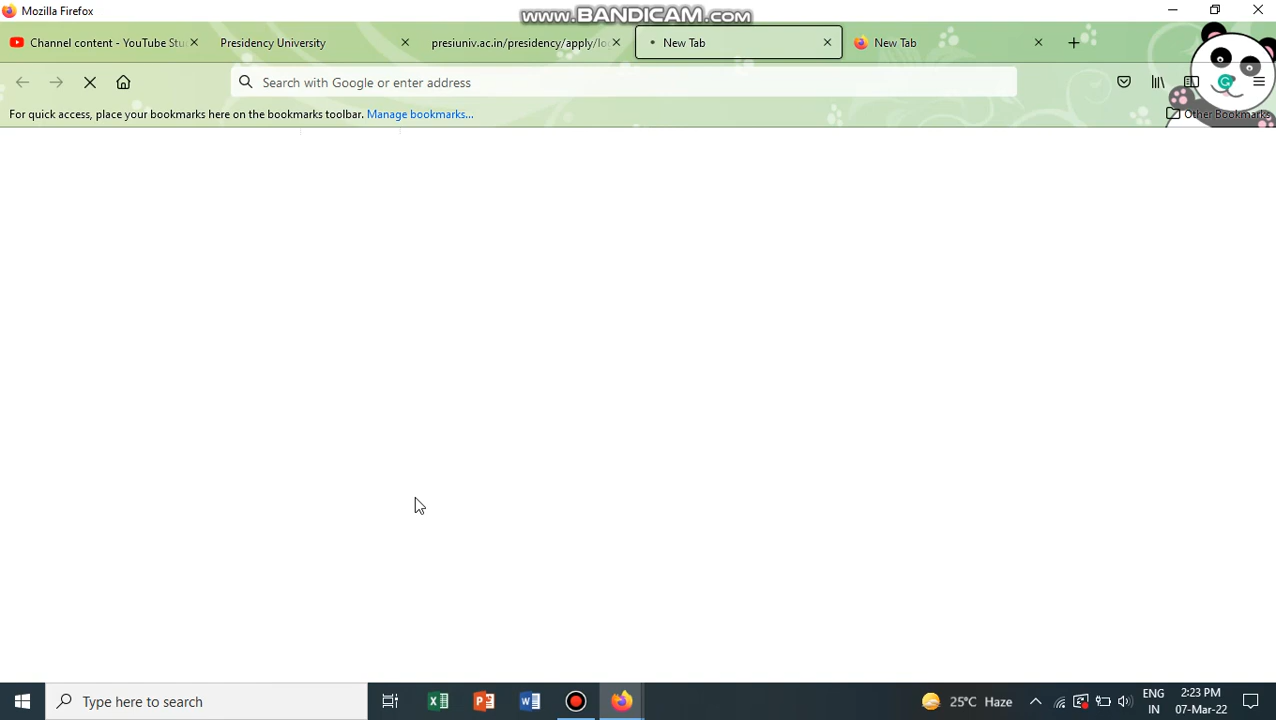 Mozilla Firefox
www.BANDICAM.com
Channel content - YouTube Stu
Presidency University
presiuniv.ac.in/presidency/apply/lo
New Tab
New Tab
Search with Google or enter address
For quick access, place your bookmarks here on the bookmarks toolbar. Manage bookmarks...
Other Bookmarks
Type here to search
25°C Haze
ENG
IN
2:23 PM
07-Mar-22